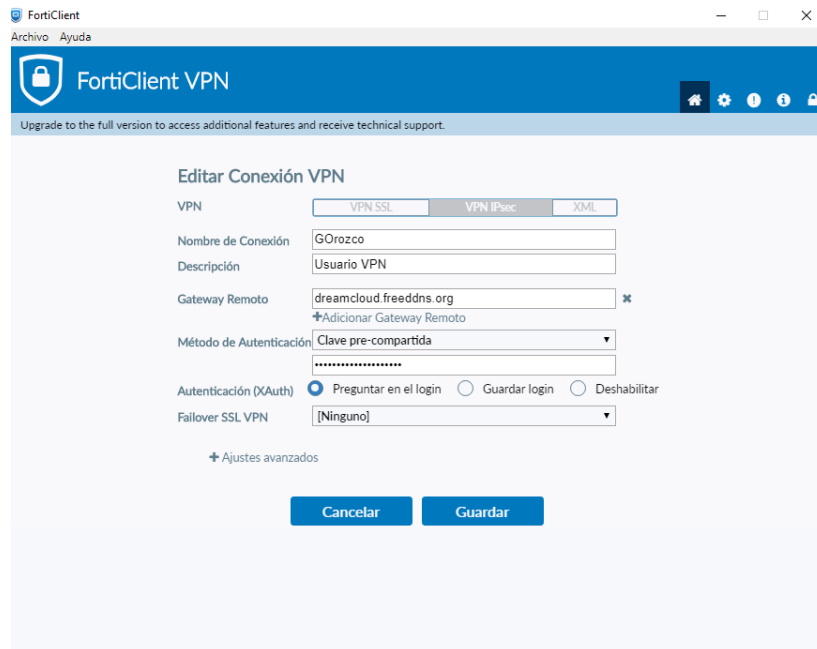 FortiClient
Archivo Ayuda
FortiClient VPN
Upgrade to the full version to access additional features and receive technical support.
Editar Conexión VPN
VPN VPN SSL VPN IPsec XML
Nombre de Conexión GOrozco
Descripción Usuario VPN
Gateway Remoto dreamcloud.freeddns.org
+Adicionar Gateway Remoto
Método de Autenticación Clave pre-compartida
••••••••••••••••••••
Autenticación (XAuth) Preguntar en el login Guardar login Deshabilitar
Failover SSL VPN [Ninguno]
+ Ajustes avanzados
Cancelar Guardar